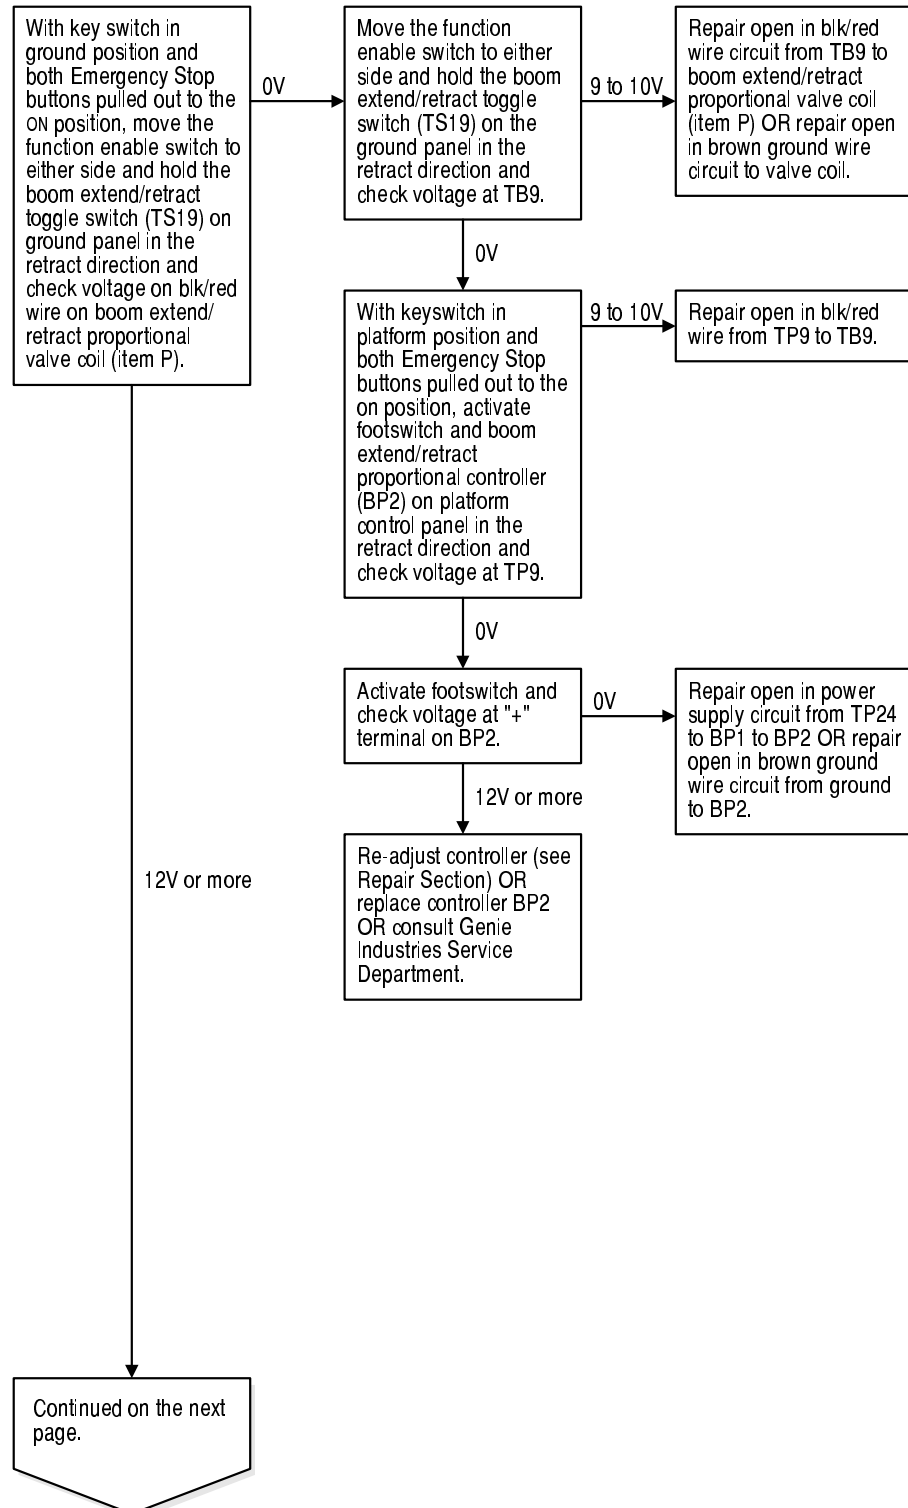 With key switch in
ground position and
both Emergency Stop
buttons pulled out to the
ON position, move the
function enable switch to
either side and hold the
boom extend/retract
toggle switch (TS19) on
ground panel in the
retract direction and
check voltage on blk/red
wire on boom extend/
retract proportional
valve coil (item P).
0V
Move the function
enable switch to either
side and hold the boom
extend/retract toggle
switch (TS19) on the
ground panel in the
retract direction and
check voltage at TB9.
9 to 10V
Repair open in blk/red
wire circuit from TB9 to
boom extend/retract
proportional valve coil
(item P) OR repair open
in brown ground wire
circuit to valve coil.
0V
With keyswitch in
platform position and
both Emergency Stop
buttons pulled out to the
on position, activate
footswitch and boom
extend/retract
proportional controller
(BP2) on platform
control panel in the
retract direction and
check voltage at TP9.
9 to 10V
Repair open in blk/red
wire from TP9 to TB9.
0V
Activate footswitch and
check voltage at "+"
terminal on BP2.
0V
Repair open in power
supply circuit from TP24
to BP1 to BP2 OR repair
open in brown ground
wire circuit from ground
to BP2.
12V or more
Re-adjust controller (see
Repair Section) OR
replace controller BP2
OR consult Genie
Industries Service
Department.
12V or more
Continued on the next
page.